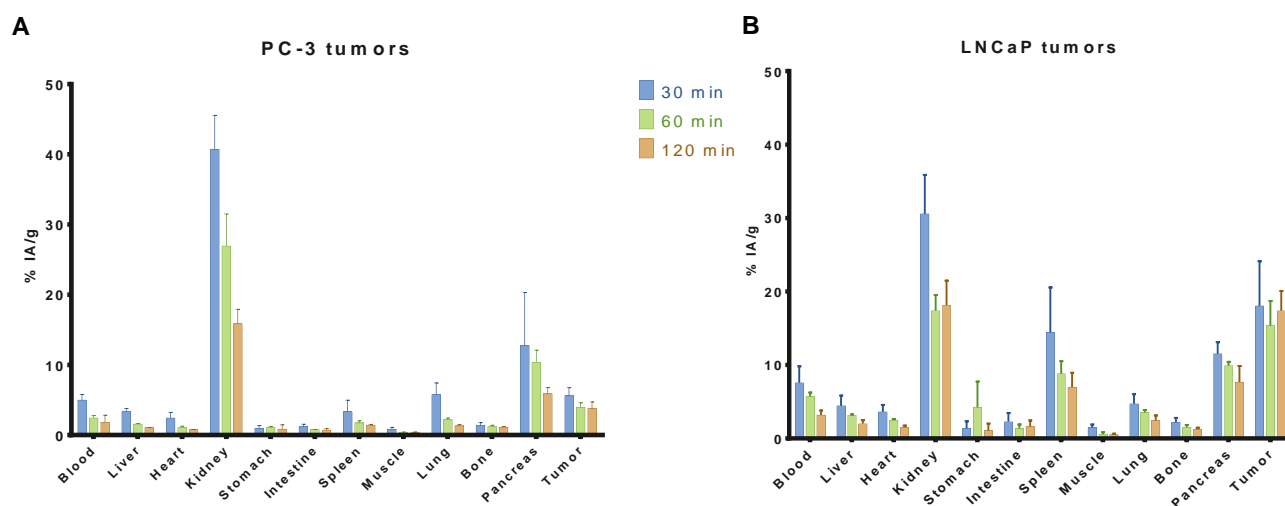 A
PC-3 tumors
% IA/g
50
40
30
20
10
0
Blood
Liver
Heart
Kidney
Stomach
Intestine
Spleen
Muscle
Lung
Bone
Pancreas
Tumor
30 min
60 min
120 min
B
LNCaP tumors
% IA/g
50
40
30
20
10
0
Blood
Liver
Heart
Kidney
Stomach
Intestine
Spleen
Muscle
Lung
Bone
Pancreas
Tumor